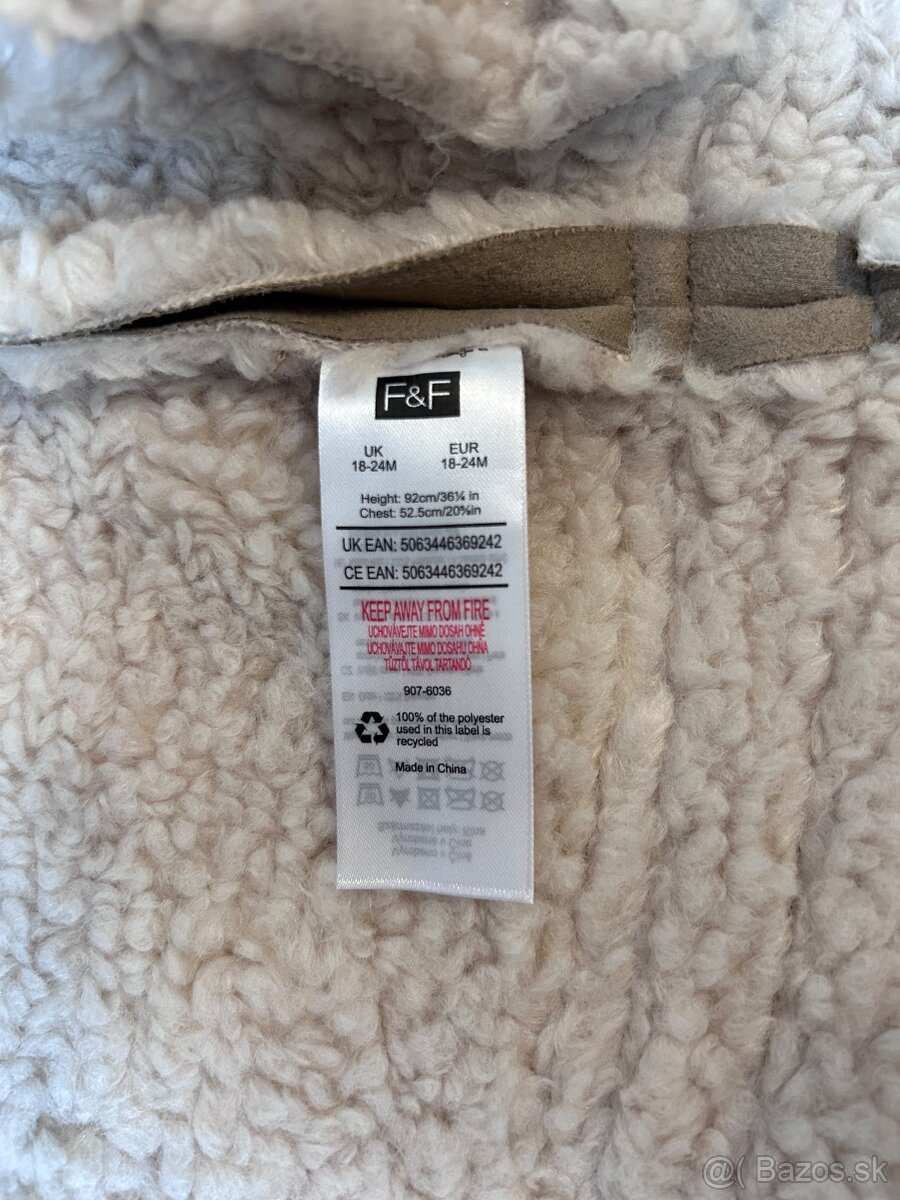 F&F
UK EUR
18-24M 18-24M
Height: 92cm/36¼ in
Chest: 52.5cm/20⅝in
UK EAN: 5063446369242
CE EAN: 5063446369242
KEEP AWAY FROM FIRE
UCHOVÁVEJTE MIMO DOSAH OHNĚ
UCHOVÁVAJTE MIMO DOSAHU OHŇA
TŰZTŐL TÁVOL TARTANDÓ
907-6036
100% of the polyester
used in this label is
recycled
Made in China
@( Bazos.sk